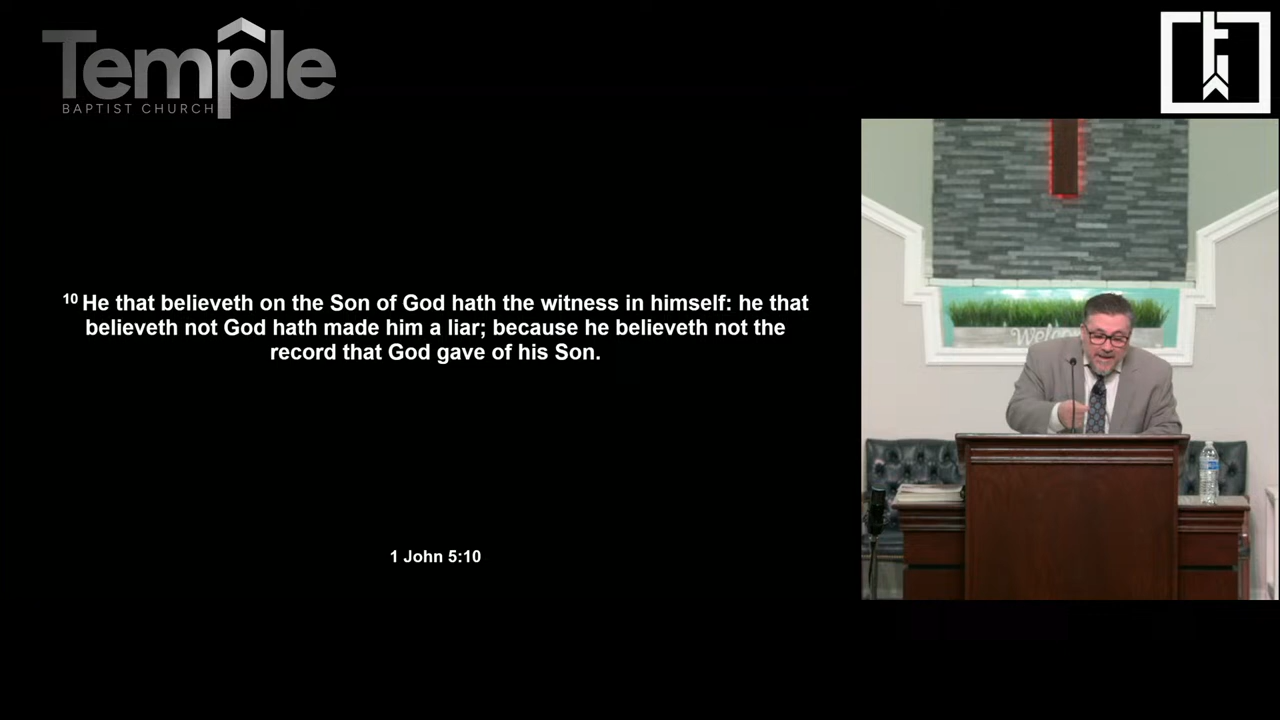 Temple
BAPTIST CHURCH
10 He that believeth on the Son of God hath the witness in himself: he that
believeth not God hath made him a liar; because he believeth not the
record that God gave of his Son.
Welcome
1 John 5:10